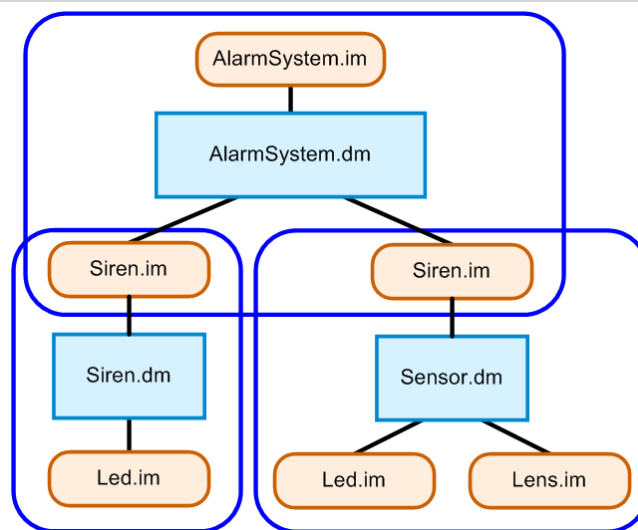 AlarmSystem.im
AlarmSystem.dm
Siren.im
Siren.im
Siren.dm
Sensor.dm
Led.im
Led.im
Lens.im